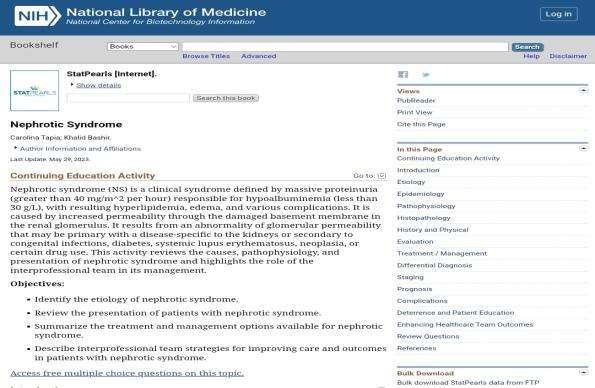 NIH National Library of Medicine
National Center for Biotechnology Information
Log in
Bookshelf
Books
Search
Browse Titles Advanced
Help Disclaimer
STATPEARLS
StatPearls [Internet].
Show details
Search this book
Nephrotic Syndrome
Carolina Tapia; Khalid Bashir.
Author Information and Affiliations
Last Update: May 29, 2023.
Continuing Education Activity
Go to:
Nephrotic syndrome (NS) is a clinical syndrome defined by massive proteinuria
(greater than 40 mg/m^2 per hour) responsible for hypoalbuminemia (less than
30 g/L), with resulting hyperlipidemia, edema, and various complications. It is
caused by increased permeability through the damaged basement membrane in
the renal glomerulus. It results from an abnormality of glomerular permeability
that may be primary with a disease-specific to the kidneys or secondary to
congenital infections, diabetes, systemic lupus erythematosus, neoplasia, or
certain drug use. This activity reviews the causes, pathophysiology, and
presentation of nephrotic syndrome and highlights the role of the
interprofessional team in its management.
Objectives:
• Identify the etiology of nephrotic syndrome.
• Review the presentation of patients with nephrotic syndrome.
• Summarize the treatment and management options available for nephrotic
syndrome.
• Describe interprofessional team strategies for improving care and outcomes
in patients with nephrotic syndrome.
Access free multiple choice questions on this topic.
Views
PubReader
Print View
Cite this Page
In this Page
Continuing Education Activity
Introduction
Etiology
Epidemiology
Pathophysiology
Histopathology
History and Physical
Evaluation
Treatment / Management
Differential Diagnosis
Staging
Prognosis
Complications
Deterrence and Patient Education
Enhancing Healthcare Team Outcomes
Review Questions
References
Bulk Download
Bulk download StatPearls data from FTP